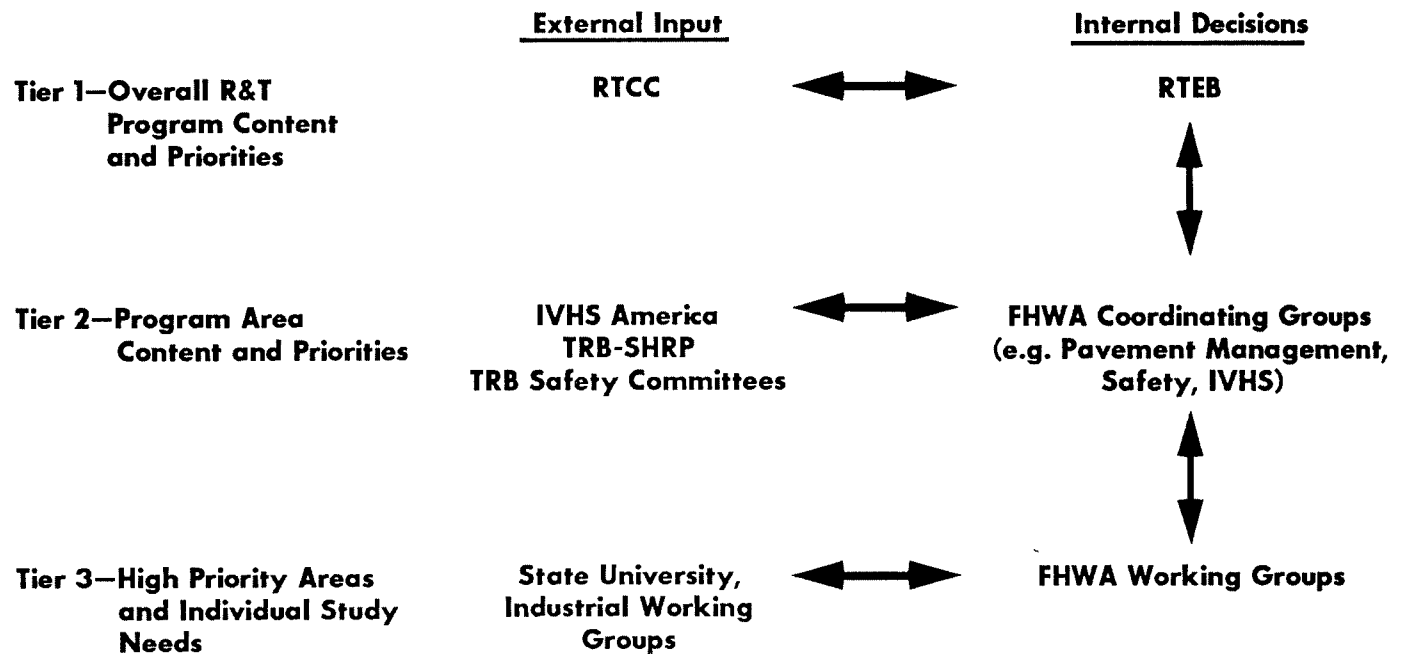 External Input
Internal Decisions
Tier 1—Overall R&T
Program Content
and Priorities
RTCC
RTEB
Tier 2—Program Area
Content and Priorities
IVHS America
TRB-SHRP
TRB Safety Committees
FHWA Coordinating Groups
(e.g. Pavement Management,
Safety, IVHS)
Tier 3—High Priority Areas
and Individual Study
Needs
State University,
Industrial Working
Groups
FHWA Working Groups